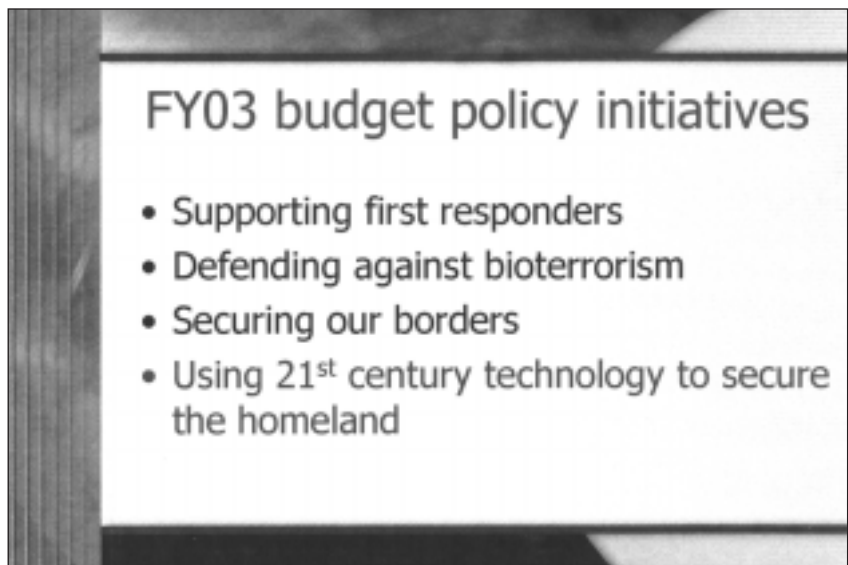 FY03 budget policy initiatives
• Supporting first responders
• Defending against bioterrorism
• Securing our borders
• Using 21st century technology to secure
the homeland